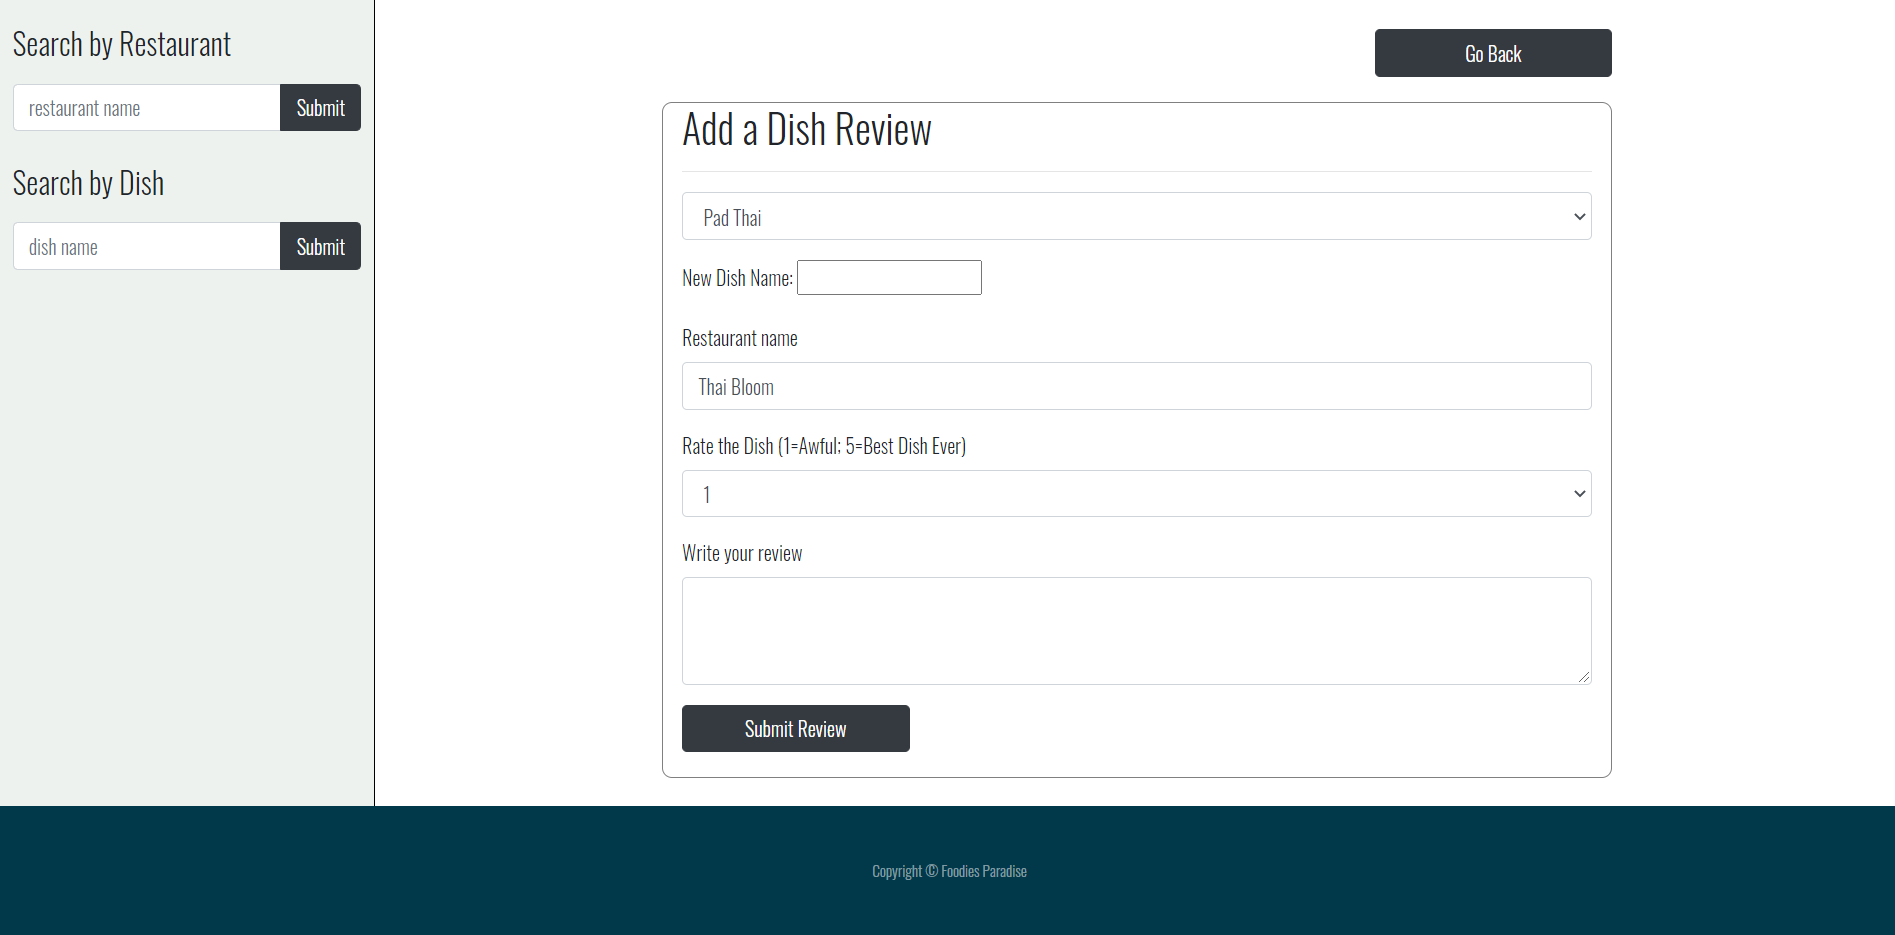 Search by Restaurant
restaurant name
Submit
Search by Dish
dish name
Submit
Go Back
Add a Dish Review
Pad Thai
New Dish Name:
Restaurant name
Thai Bloom
Rate the Dish (1=Awful; 5=Best Dish Ever)
1
Write your review
Submit Review
Copyright © Foodies Paradise